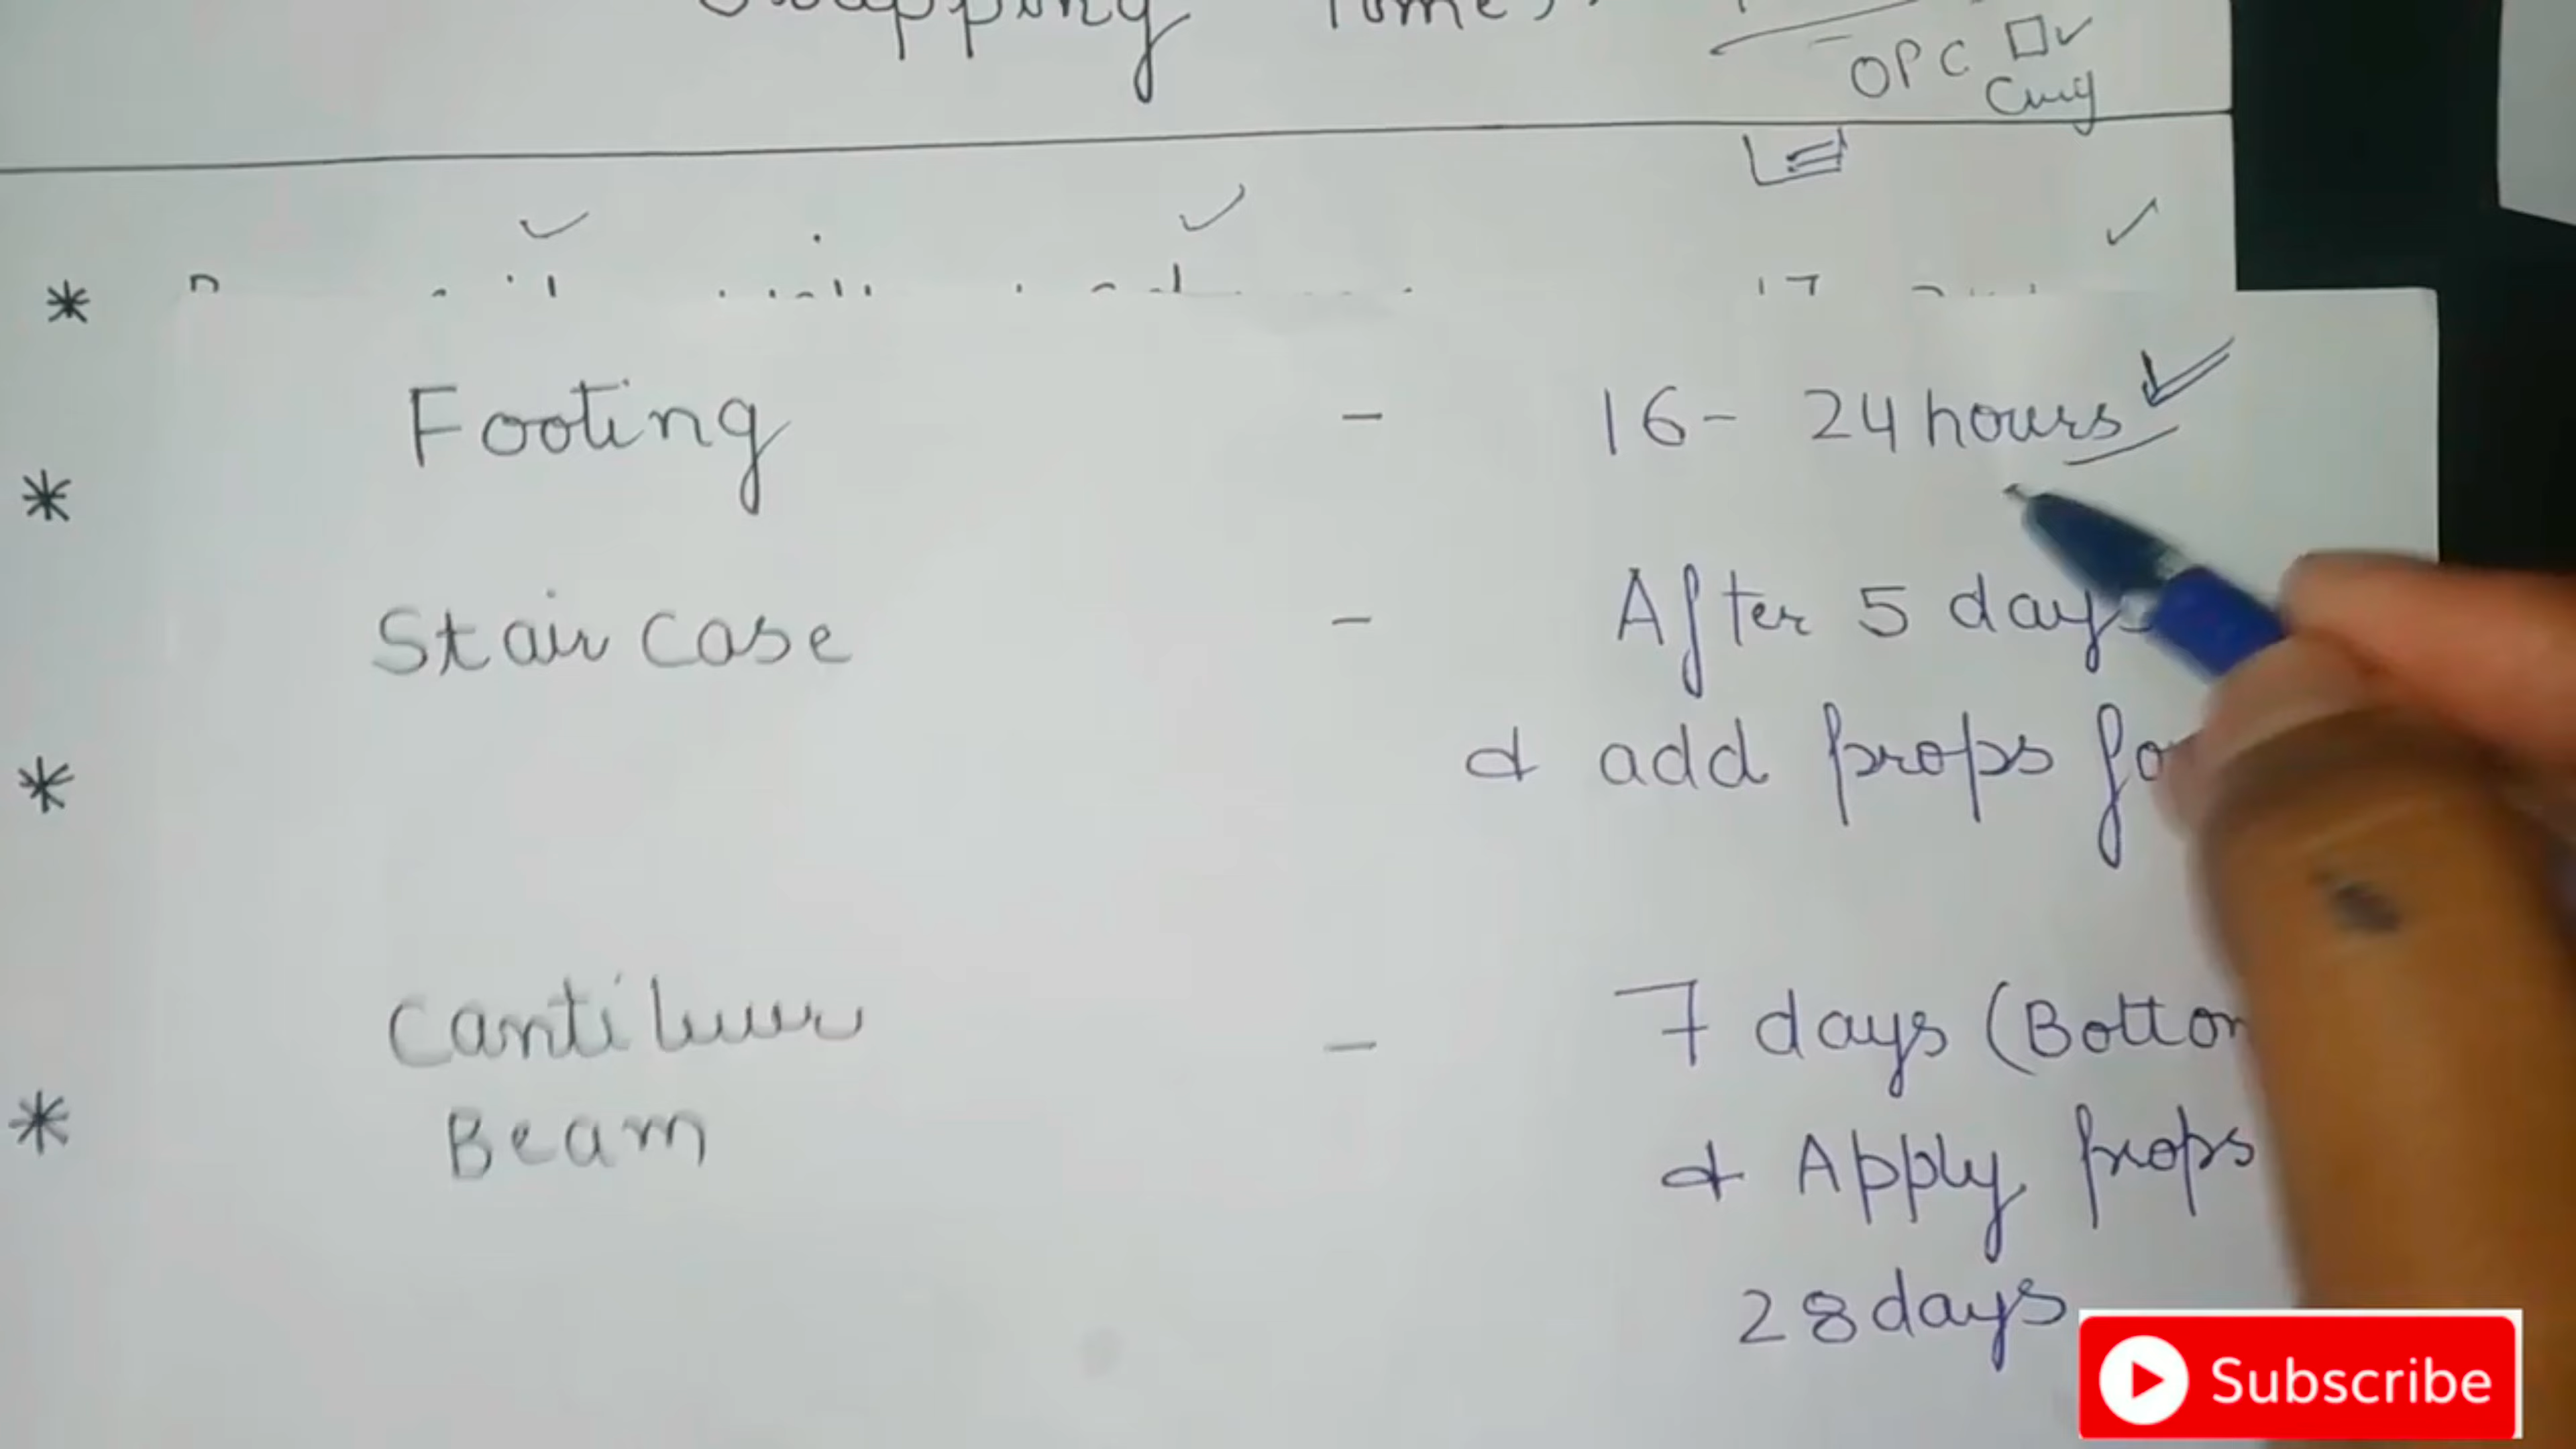 OPC
Footing - 16 - 24 hours
Stair Case - After 5 days
& add props
Cantilever - 7 days (Bottom
Beam & Apply props
28 days
Subscribe